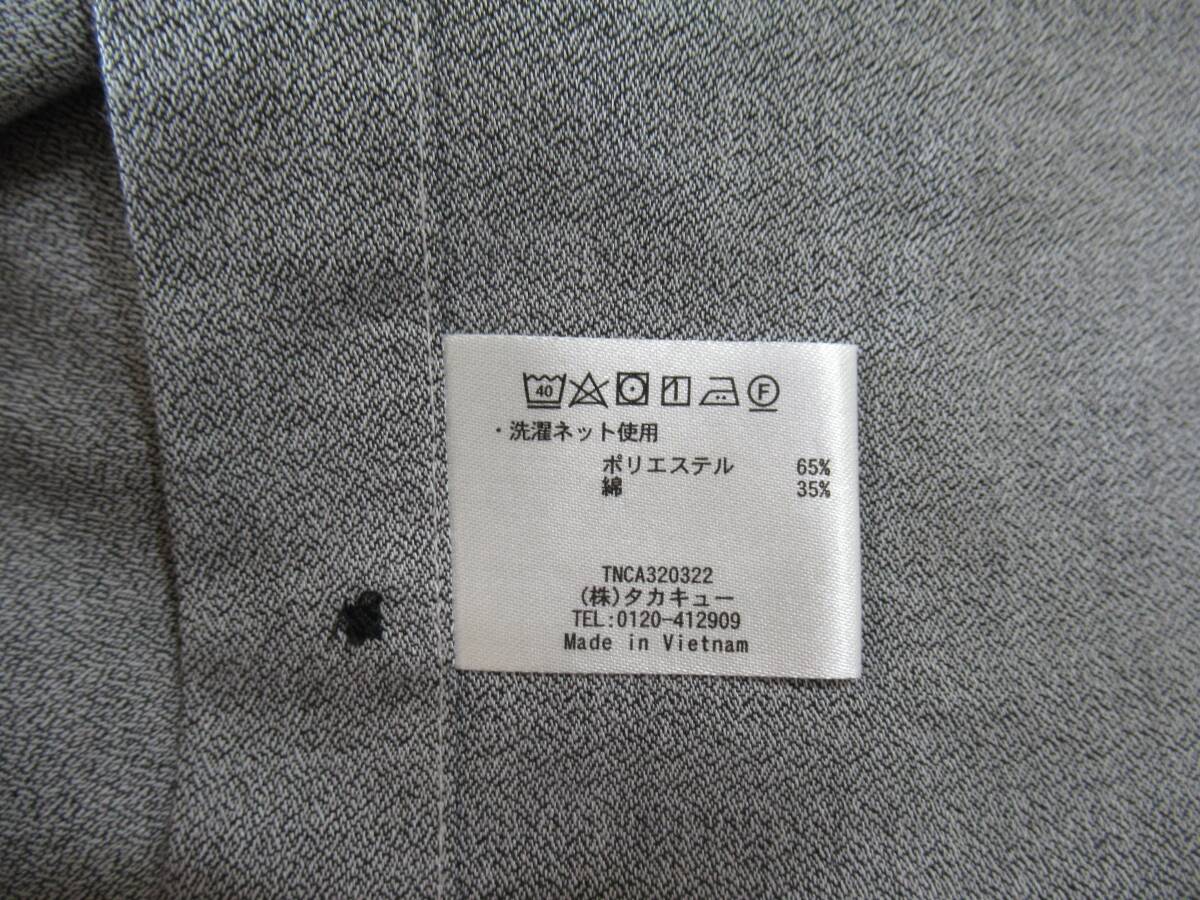 40 F
・洗濯ネット使用
ポリエステル 65%
綿 35%
TNCA320322
(株)タカキュー
TEL:0120-412909
Made in Vietnam